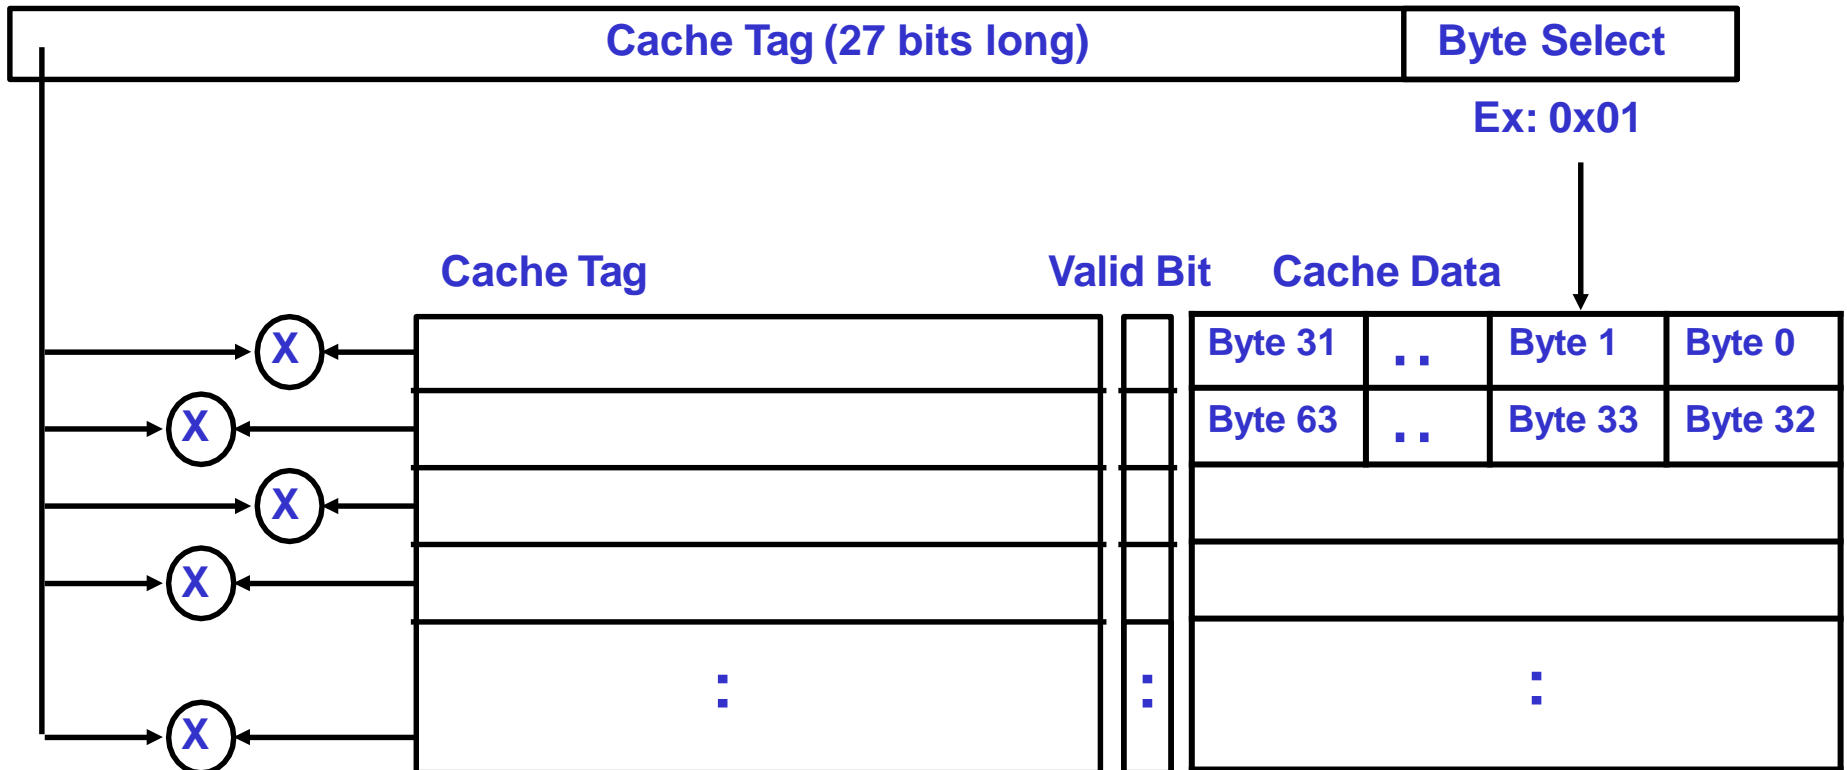 Cache Tag (27 bits long) Byte Select
Ex: 0x01
Cache Tag Valid Bit Cache Data
X Byte 31 . . Byte 1 Byte 0
X Byte 63 . . Byte 33 Byte 32
X
X
: : :
X